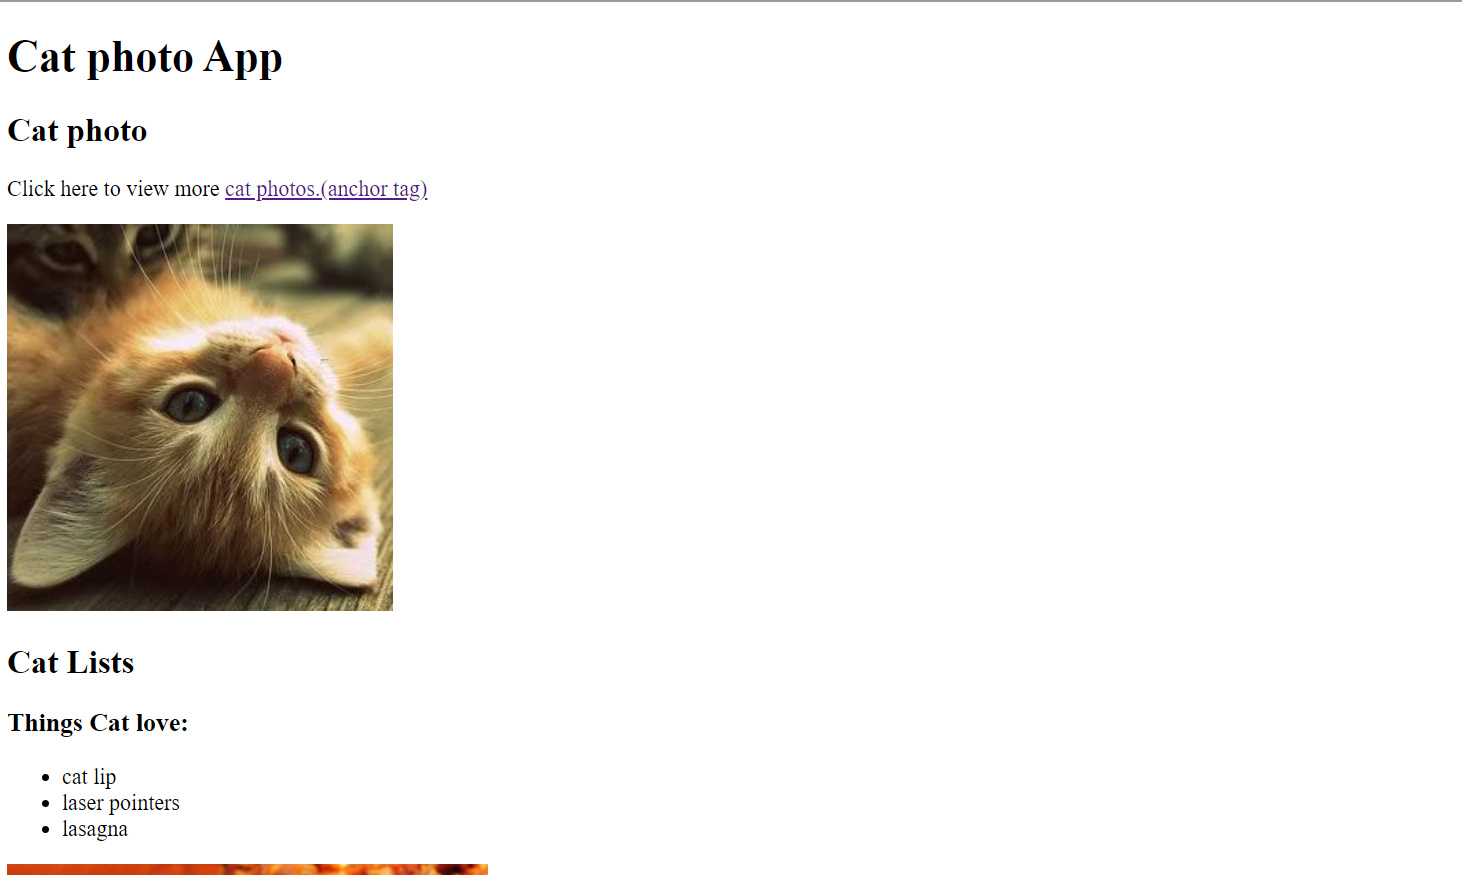 Cat photo App
Cat photo
Click here to view more cat photos.(anchor tag)
Cat Lists
Things Cat love:
cat lip
laser pointers
lasagna